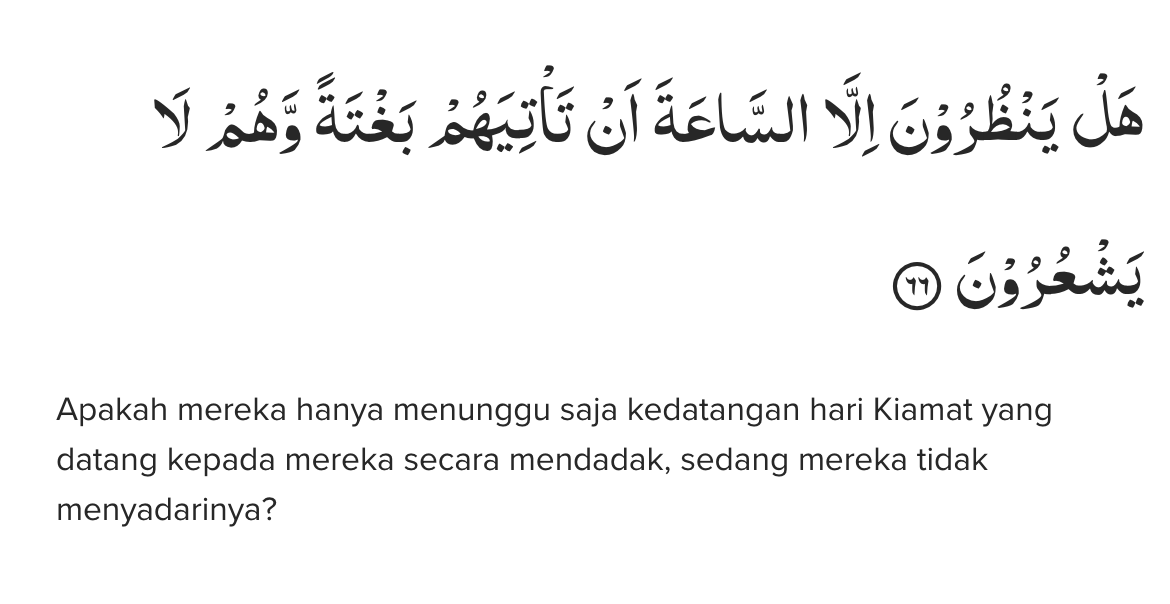 هَلْ يَنْظُرُوْنَ اِلَّا السَّاعَةَ اَنْ تَأْتِيَهُمْ بَغْتَةً وَّهُمْ لَا
يَشْعُرُوْنَ ٦٦
Apakah mereka hanya menunggu saja kedatangan hari Kiamat yang
datang kepada mereka secara mendadak, sedang mereka tidak
menyadarinya?